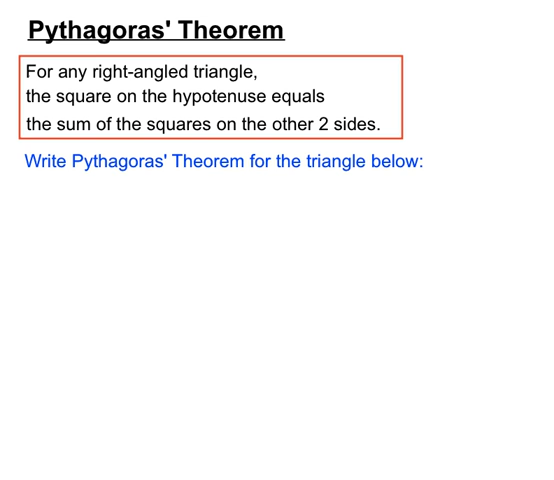 Pythagoras' Theorem
For any right-angled triangle,
the square on the hypotenuse equals
the sum of the squares on the other 2 sides.
Write Pythagoras' Theorem for the triangle below: